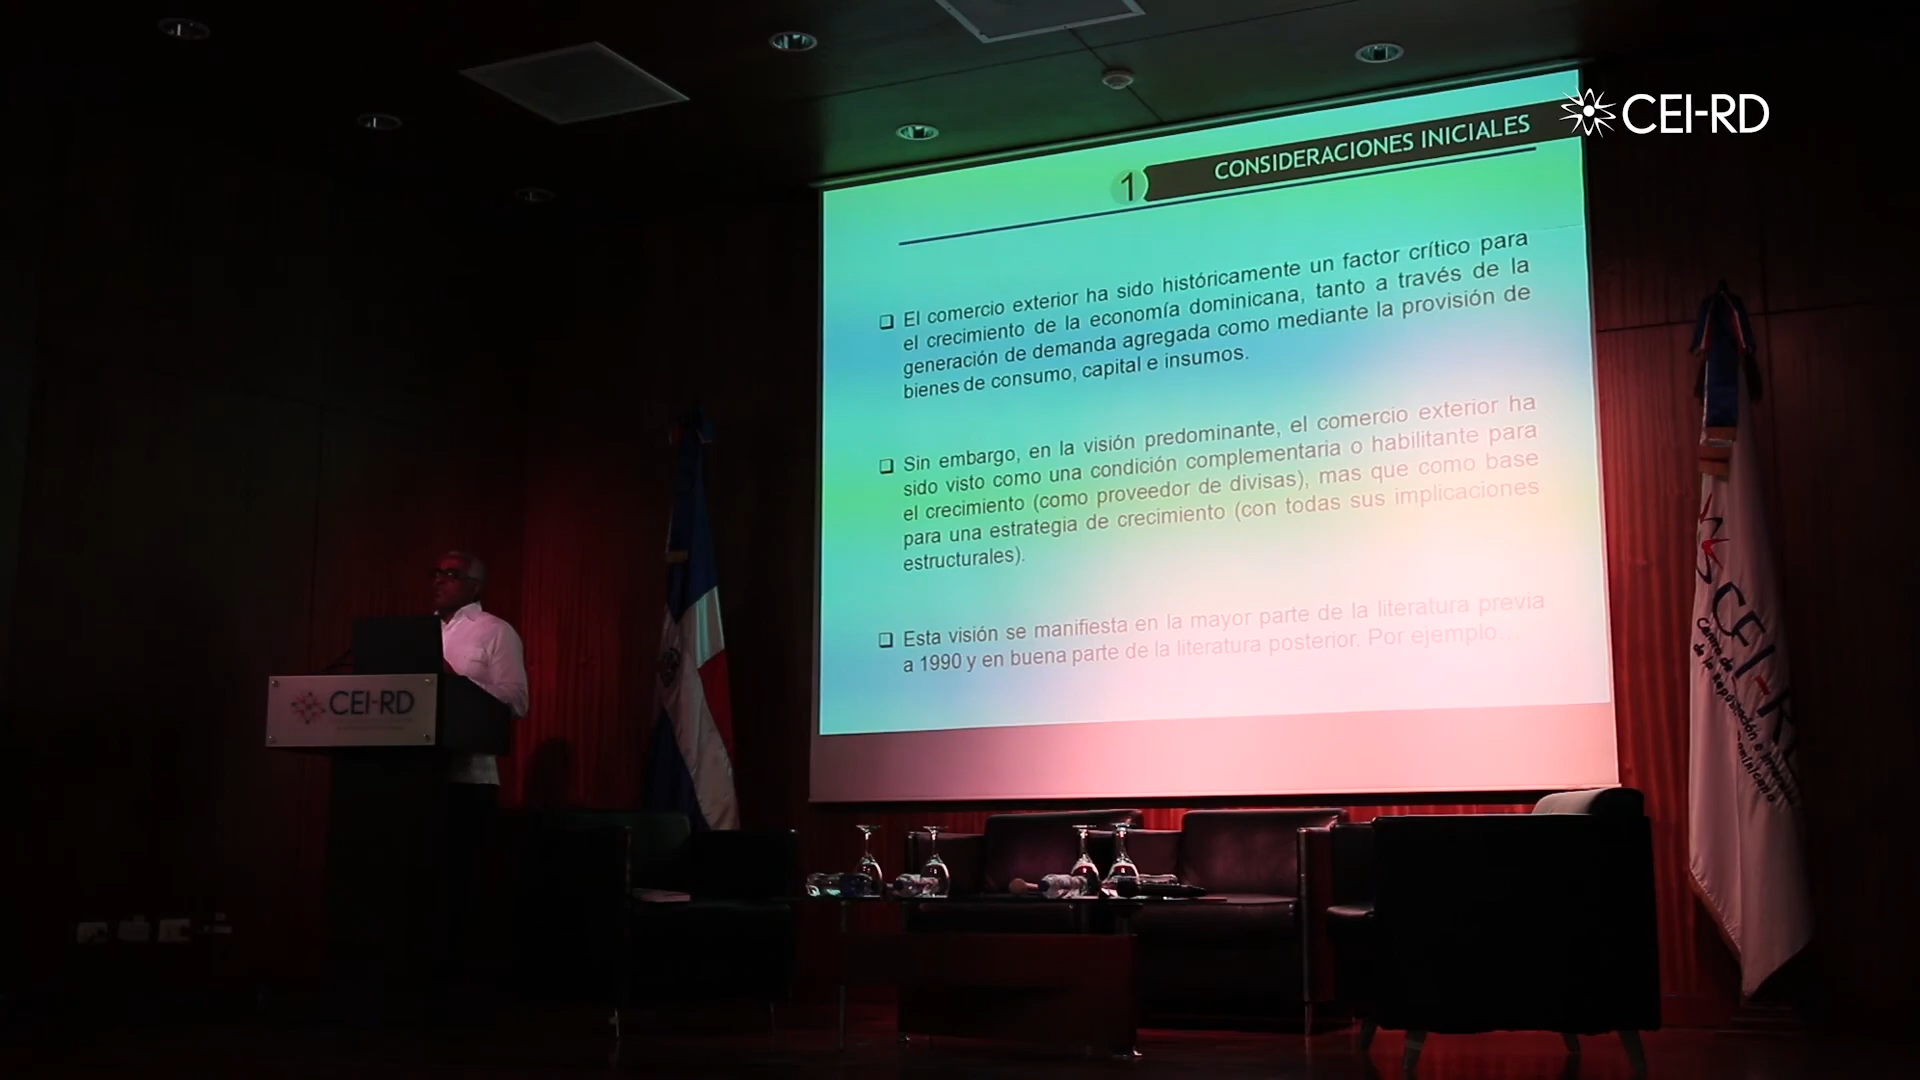 CEI-RD
CONSIDERACIONES INICIALES
1
❑ El comercio exterior ha sido históricamente un factor crítico para
el crecimiento de la economía dominicana, tanto a través de la
generación de demanda agregada como mediante la provisión de
bienes de consumo, capital e insumos.
❑ Sin embargo, en la visión predominante, el comercio exterior ha
sido visto como una condición complementaria o habilitante para
el crecimiento (como proveedor de divisas), mas que como base
para una estrategia de crecimiento (con todas sus implicaciones
estructurales).
❑ Esta visión se manifiesta en la mayor parte de la literatura previa
a 1990 y en buena parte de la literatura posterior. Por ejemplo…
CEI-RD
CEI-R